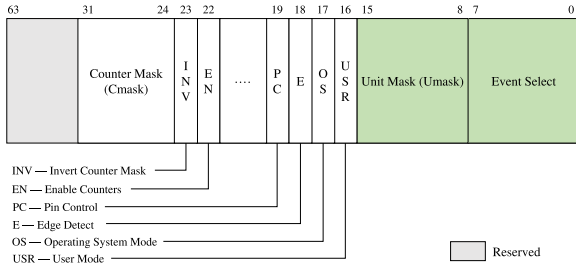 63 31 24 23 22 19 18 17 16 15 8 7 0
Counter Mask
(Cmask)
I
N
V
E
N
....
P
C
E
O
S
U
S
R
Unit Mask (Umask)
Event Select
INV — Invert Counter Mask
EN — Enable Counters
PC — Pin Control
E — Edge Detect
OS — Operating System Mode
USR — User Mode
Reserved